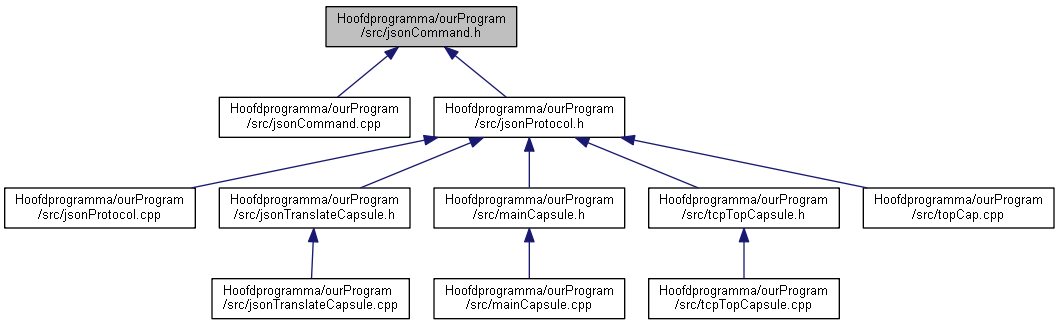 Hoofdprogramma/ourProgram
/src/jsonCommand.h
Hoofdprogramma/ourProgram
/src/jsonCommand.cpp
Hoofdprogramma/ourProgram
/src/jsonProtocol.h
Hoofdprogramma/ourProgram
/src/jsonProtocol.cpp
Hoofdprogramma/ourProgram
/src/jsonTranslateCapsule.h
Hoofdprogramma/ourProgram
/src/mainCapsule.h
Hoofdprogramma/ourProgram
/src/tcpTopCapsule.h
Hoofdprogramma/ourProgram
/src/topCap.cpp
Hoofdprogramma/ourProgram
/src/jsonTranslateCapsule.cpp
Hoofdprogramma/ourProgram
/src/mainCapsule.cpp
Hoofdprogramma/ourProgram
/src/tcpTopCapsule.cpp